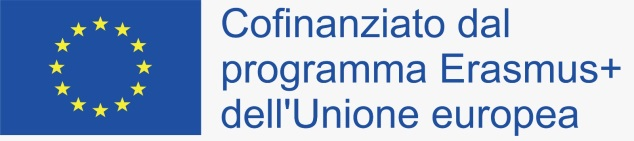 Cofinanziato dal
programma Erasmus+
dell'Unione europea